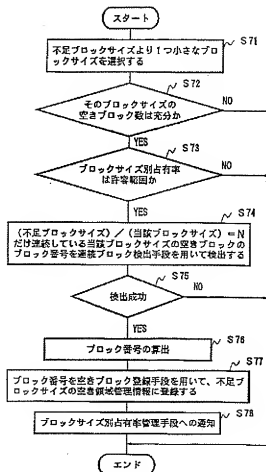 スタート
S71
不足ブロックサイズより1つ小さなブ
ロックサイズを選択する
S72
そのブロックサイズの
空きブロック数は充分か
NO
YES
S73
ブロックサイズ別占有率
は許容範囲か
NO
YES
S74
(不足ブロックサイズ)/(当該ブロックサイズ)=N
だけ連続している当該ブロックサイズの空きブロックの
ブロック番号を連続ブロック検出手段を用いて検出する
S75
検出成功
NO
YES
S76
ブロック番号の算出
S77
ブロック番号を空きブロック登録手段を用いて、不足ブ
ロックサイズの空き領域管理情報に登録する
S78
ブロックサイズ別占有率管理手段への通知
エンド